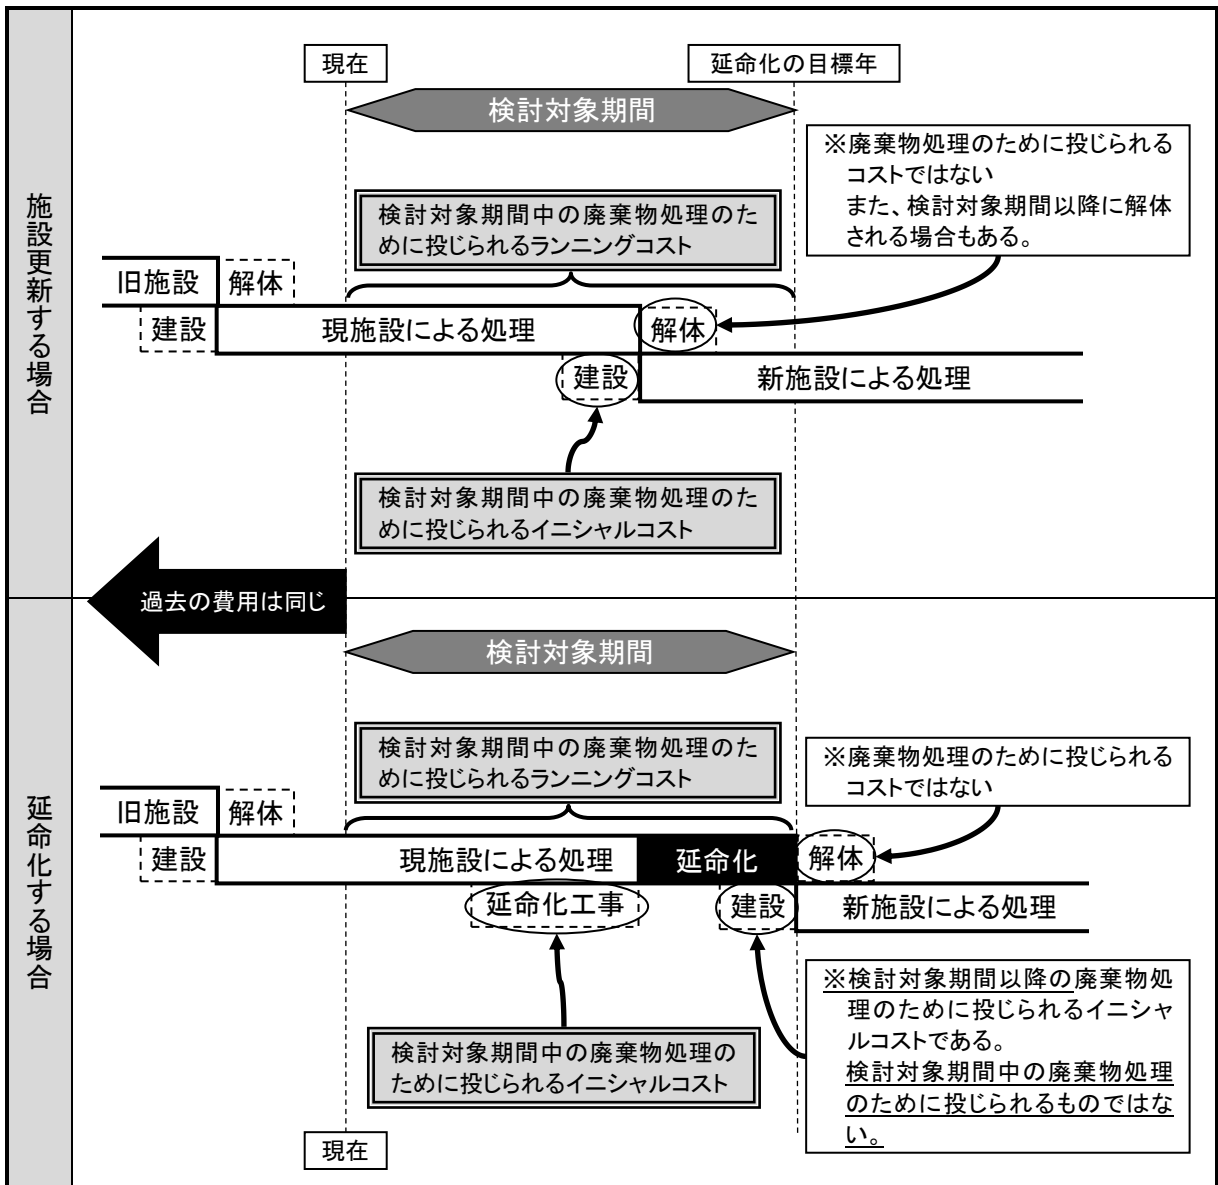 施設更新する場合
現在
延命化の目標年
検討対象期間
※廃棄物処理のために投じられる
コストではない
また、検討対象期間以降に解体
される場合もある。
検討対象期間中の廃棄物処理のた
めに投じられるランニングコスト
旧施設
解体
建設
現施設による処理
解体
建設
新施設による処理
検討対象期間中の廃棄物処理のた
めに投じられるイニシャルコスト
過去の費用は同じ
延命化する場合
検討対象期間
検討対象期間中の廃棄物処理のた
めに投じられるランニングコスト
※廃棄物処理のために投じられる
コストではない
旧施設
解体
建設
現施設による処理
延命化
解体
延命化工事
建設
新施設による処理
※検討対象期間以降の廃棄物処
理のために投じられるイニシャ
ルコストである。
検討対象期間中の廃棄物処理
のために投じられるものではな
い。
検討対象期間中の廃棄物処理の
ために投じられるイニシャルコスト
現在